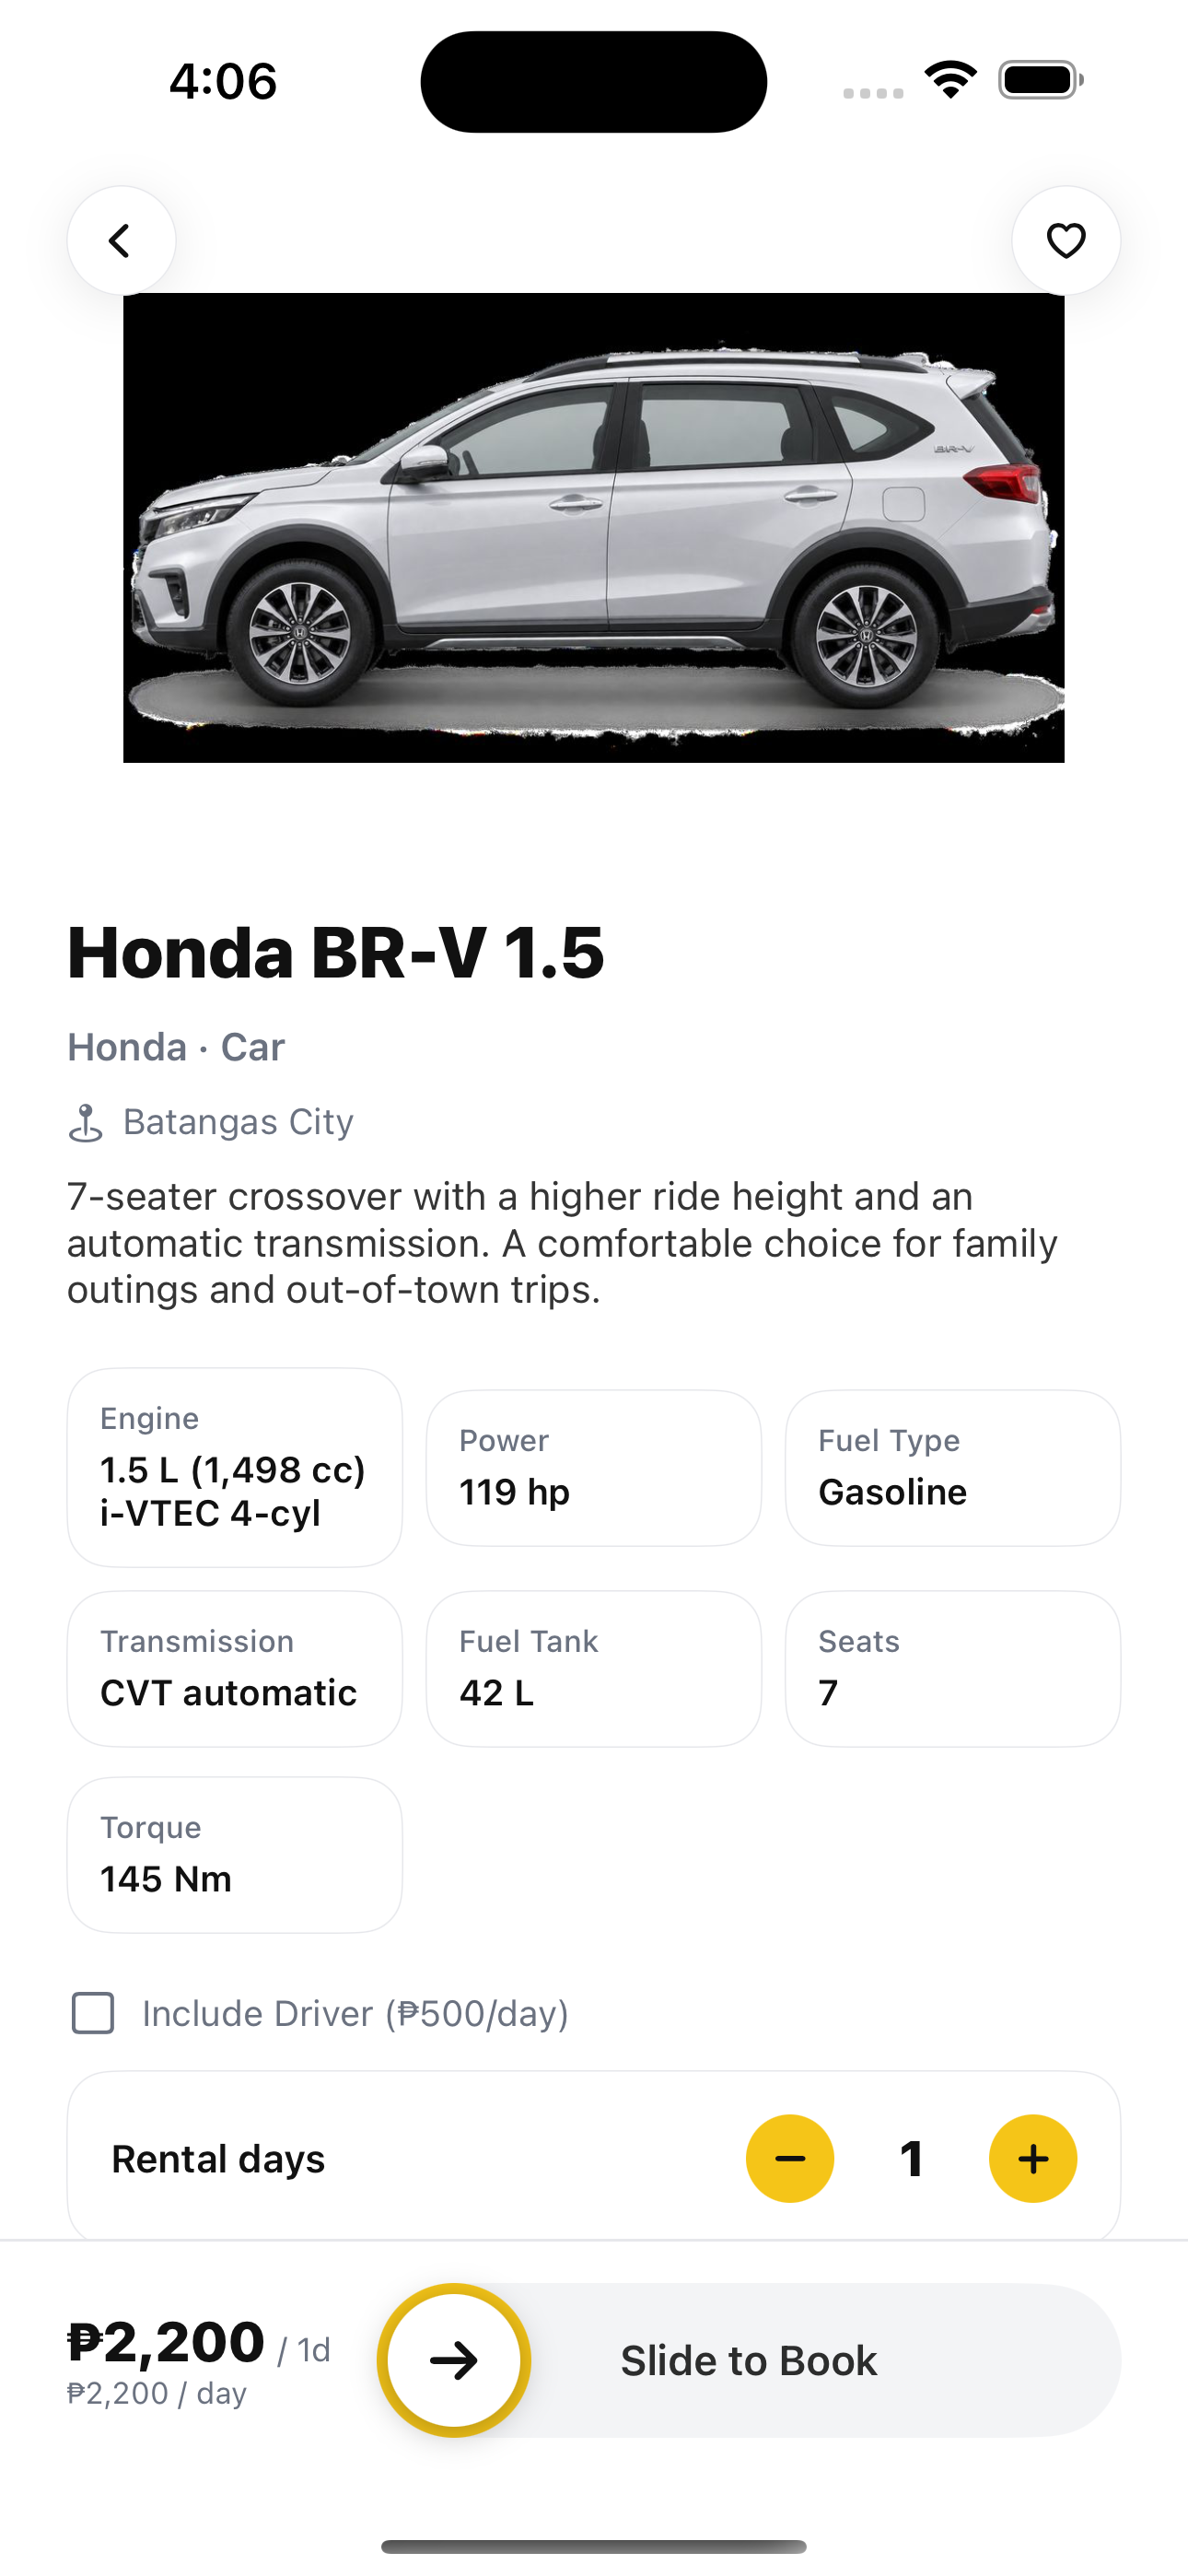 4:06
BR-V
Honda BR-V 1.5
Honda · Car
Batangas City
7-seater crossover with a higher ride height and an
automatic transmission. A comfortable choice for family
outings and out-of-town trips.
Engine
1.5 L (1,498 cc)
i-VTEC 4-cyl
Power
119 hp
Fuel Type
Gasoline
Transmission
CVT automatic
Fuel Tank
42 L
Seats
7
Torque
145 Nm
Include Driver (₱500/day)
Rental days
1
₱2,200 / 1d
₱2,200 / day
Slide to Book